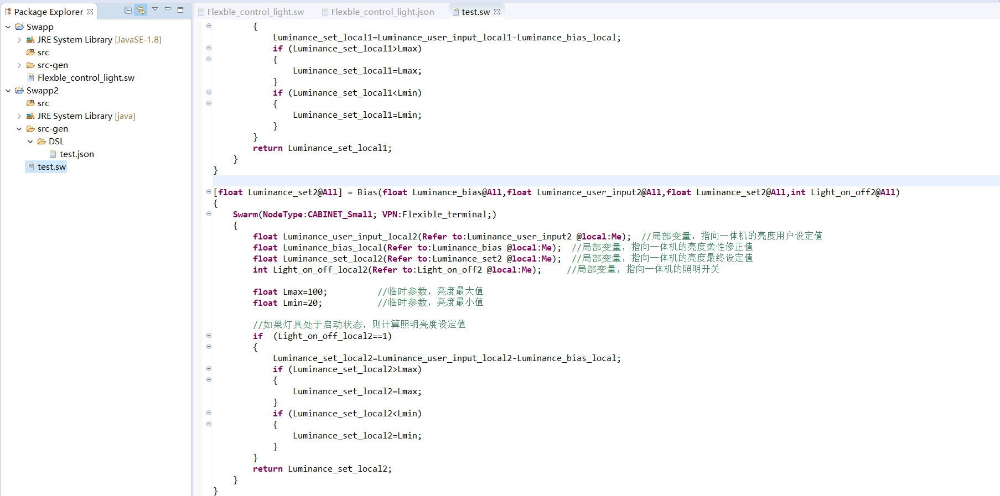 Package Explorer
Swapp
JRE System Library [JavaSE-1.8]
src
src-gen
Flexble_control_light.sw
Swapp2
src
JRE System Library [java]
src-gen
DSL
test.json
test.sw
Flexble_control_light.sw
Flexble_control_light.json
test.sw
{
Luminance_set_local1=Luminance_user_input_local1-Luminance_bias_local;
if (Luminance_set_local1>Lmax)
{
Luminance_set_local1=Lmax;
}
if (Luminance_set_local1<Lmin)
{
Luminance_set_local1=Lmin;
}
}
return Luminance_set_local1;
}
}
[float Luminance_set2@All] = Bias(float Luminance_bias@All,float Luminance_user_input2@All,float Luminance_set2@All,int Light_on_off2@All)
{
Swarm(NodeType:CABINET_Small; VPN:Flexible_terminal;)
{
float Luminance_user_input_local2(Refer to:Luminance_user_input2 @local:Me);  //局部变量，指向一体机的亮度用户设定值
float Luminance_bias_local(Refer to:Luminance_bias @local:Me);  //局部变量，指向一体机的亮度柔性修正值
float Luminance_set_local2(Refer to:Luminance_set2 @local:Me);  //局部变量，指向一体机的亮度最终设定值
int Light_on_off_local2(Refer to:Light_on_off2 @local:Me);     //局部变量，指向一体机的照明开关
float Lmax=100;          //临时参数，亮度最大值
float Lmin=20;           //临时参数，亮度最小值
//如果灯具处于启动状态，则计算照明亮度设定值
if  (Light_on_off_local2==1)
{
Luminance_set_local2=Luminance_user_input_local2-Luminance_bias_local;
if (Luminance_set_local2>Lmax)
{
Luminance_set_local2=Lmax;
}
if (Luminance_set_local2<Lmin)
{
Luminance_set_local2=Lmin;
}
}
return Luminance_set_local2;
}
}